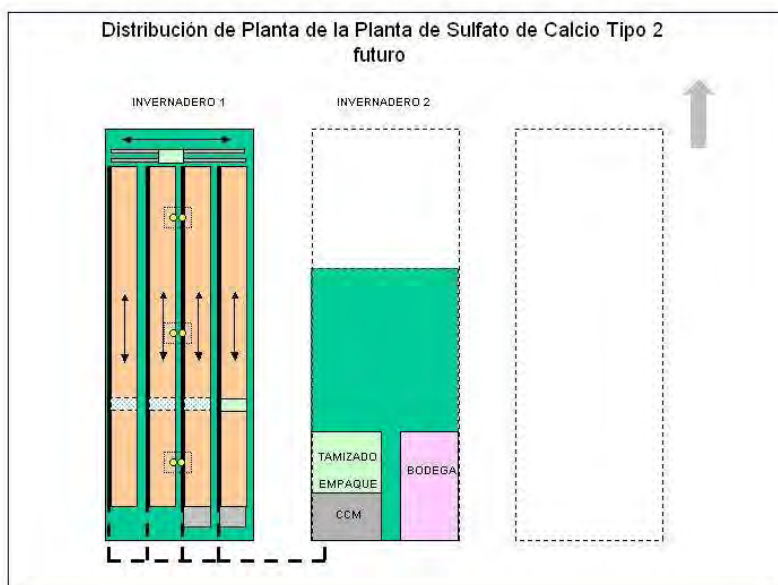 Distribución de Planta de la Planta de Sulfato de Calcio Tipo 2
futuro
INVERNADERO 1
INVERNADERO 2
TAMIZADO
EMPAQUE
BODEGA
CCM